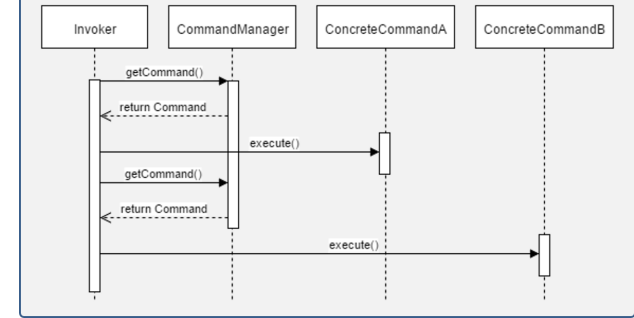 Invoker
CommandManager
ConcreteCommandA
ConcreteCommandB
getCommand()
return Command
execute()
getCommand()
return Command
execute()